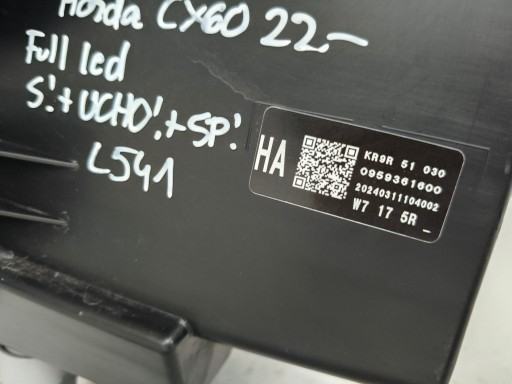 Honda CX60 22-
Full led
S!+UCHO!+SP!
L541
HA
KR9R 51 030
0959361600
20240311104002
W7 17 5R _